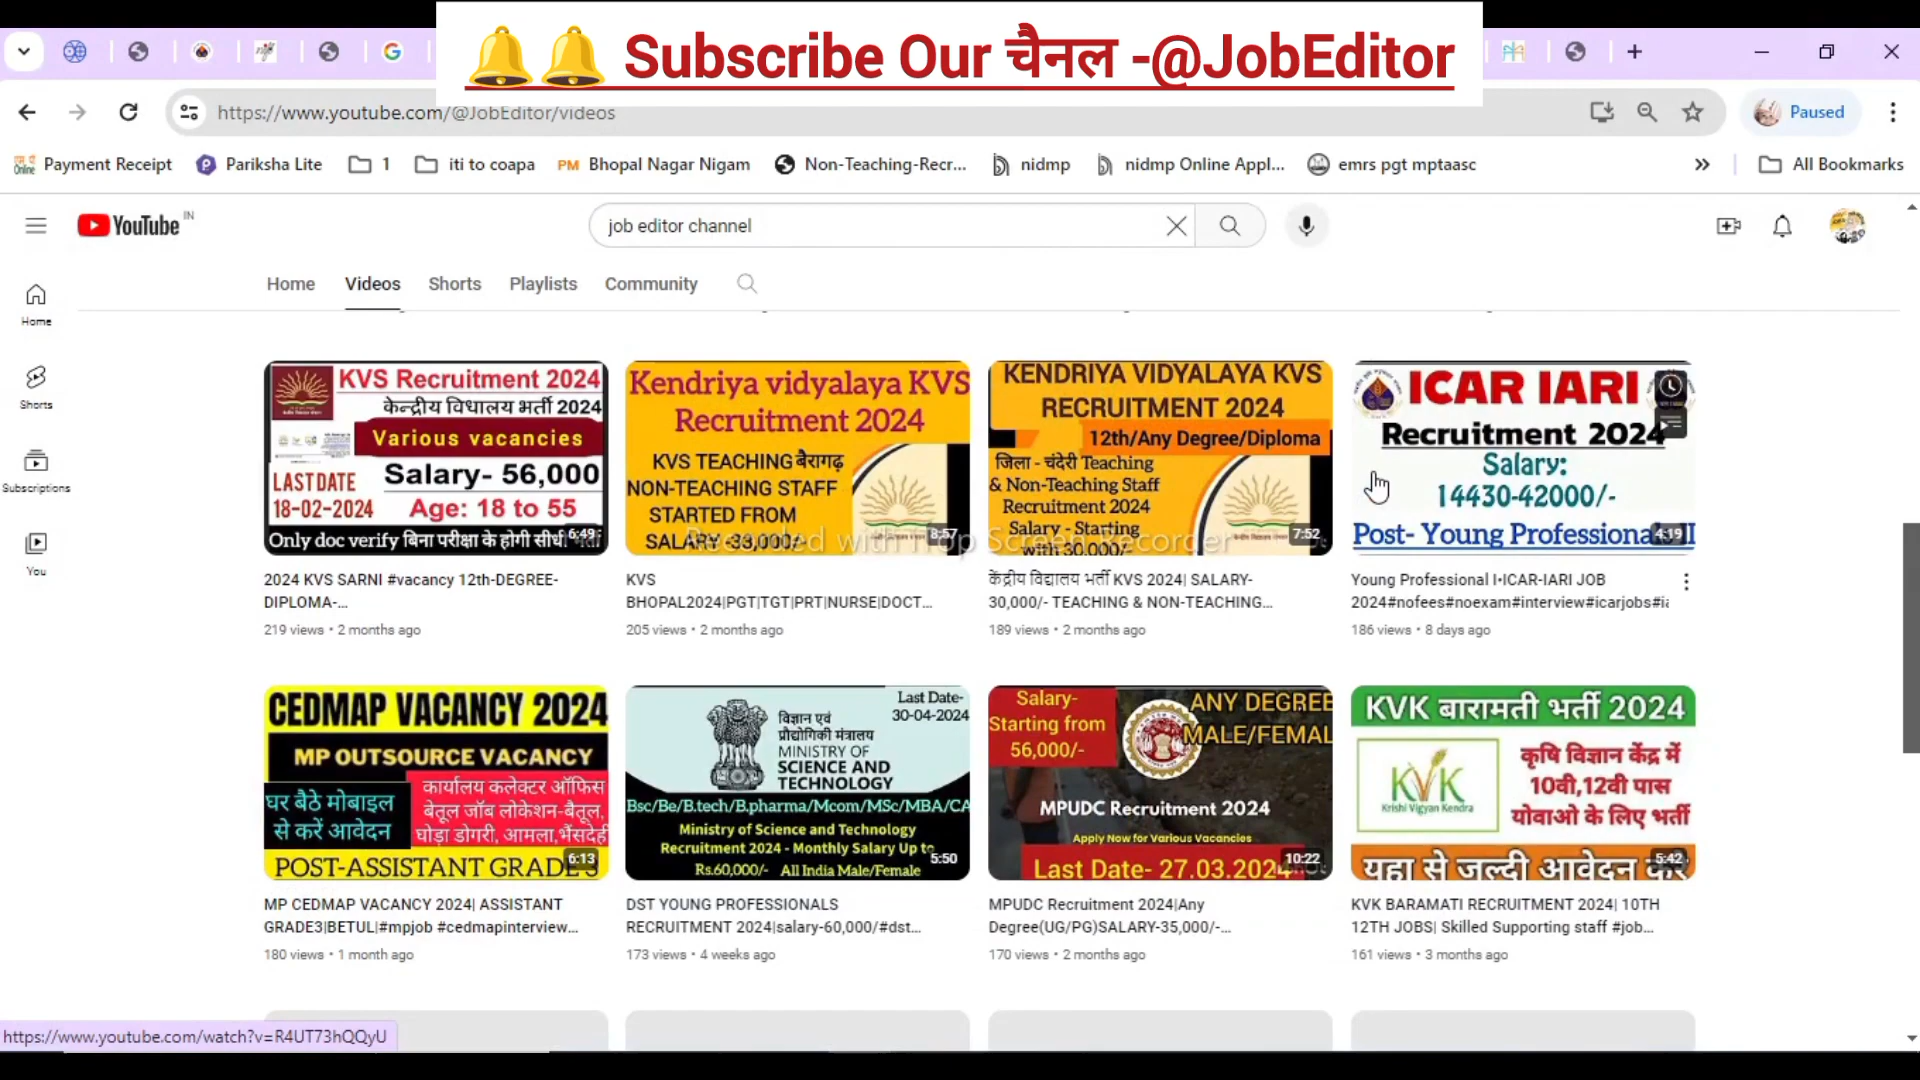 🔔🔔 Subscribe Our चैनल -@JobEditor
https://www.youtube.com/@JobEditor/videos
Paused
Payment Receipt
Pariksha Lite
1
iti to coapa
PM Bhopal Nagar Nigam
Non-Teaching-Recr...
nidmp
nidmp Online Appl...
emrs pgt mptaasc
All Bookmarks
YouTube IN
job editor channel
Home
Videos
Shorts
Playlists
Community
Home
Shorts
Subscriptions
You
KVS Recruitment 2024
केन्द्रीय विधालय भर्ती 2024
Various vacancies
LAST DATE
18-02-2024
Salary- 56,000
Age: 18 to 55
Only doc verify बिना परीक्षा के होगी सीधी
6:49
Kendriya vidyalaya KVS
Recruitment 2024
KVS TEACHING बैरागढ़
NON-TEACHING STAFF
STARTED FROM
SALARY -33,000/-
8:57
KENDRIYA VIDYALAYA KVS
RECRUITMENT 2024
12th/Any Degree/Diploma
जिला - चंदेरी Teaching
& Non-Teaching Staff
Recruitment 2024
Salary - Starting
with 30,000/-
7:52
ICAR IARI
Recruitment 2024
Salary:
14430-42000/-
Post- Young Professional II
4:19
Recorded with iTop Screen Recorder
2024 KVS SARNI #vacancy 12th-DEGREE-
DIPLOMA-...
219 views • 2 months ago
KVS
BHOPAL2024|PGT|TGT|PRT|NURSE|DOCT...
205 views • 2 months ago
केंद्रीय विद्यालय भर्ती KVS 2024| SALARY-
30,000/- TEACHING & NON-TEACHING...
189 views • 2 months ago
Young Professional I•ICAR-IARI JOB
2024#nofees#noexam#interview#icarjobs#ia
186 views • 8 days ago
CEDMAP VACANCY 2024
MP OUTSOURCE VACANCY
घर बैठे मोबाइल
से करें आवेदन
कार्यालय कलेक्टर ऑफिस
बेतूल जॉब लोकेशन-बैतूल,
घोड़ा डोगरी, आमला,भैंसदेही
POST-ASSISTANT GRADE 3
6:13
Last Date-
30-04-2024
विज्ञान एवं
प्रौद्योगिकी मंत्रालय
MINISTRY OF
SCIENCE AND
TECHNOLOGY
Bsc/Be/B.tech/B.pharma/Mcom/MSc/MBA/CA
Ministry of Science and Technology
Recruitment 2024 - Monthly Salary Up to
Rs.60,000/- All India Male/Female
5:50
Salary-
Starting from
56,000/-
ANY DEGREE
MALE/FEMAL
MPUDC Recruitment 2024
Apply Now for Various Vacancies
Last Date- 27.03.2024
10:22
KVK बारामती भर्ती 2024
KVK
Krishi Vigyan Kendra
कृषि विज्ञान केंद्र में
10वी,12वी पास
योवाओ के लिए भर्ती
यहा से जल्दी आवेदन करे
5:42
MP CEDMAP VACANCY 2024| ASSISTANT
GRADE3|BETUL|#mpjob #cedmapinterview...
180 views • 1 month ago
DST YOUNG PROFESSIONALS
RECRUITMENT 2024|salary-60,000/#dst...
173 views • 4 weeks ago
MPUDC Recruitment 2024|Any
Degree(UG/PG)SALARY-35,000/-...
170 views • 2 months ago
KVK BARAMATI RECRUITMENT 2024| 10TH
12TH JOBS| Skilled Supporting staff #job...
161 views • 3 months ago
https://www.youtube.com/watch?v=R4UT73hQQyU